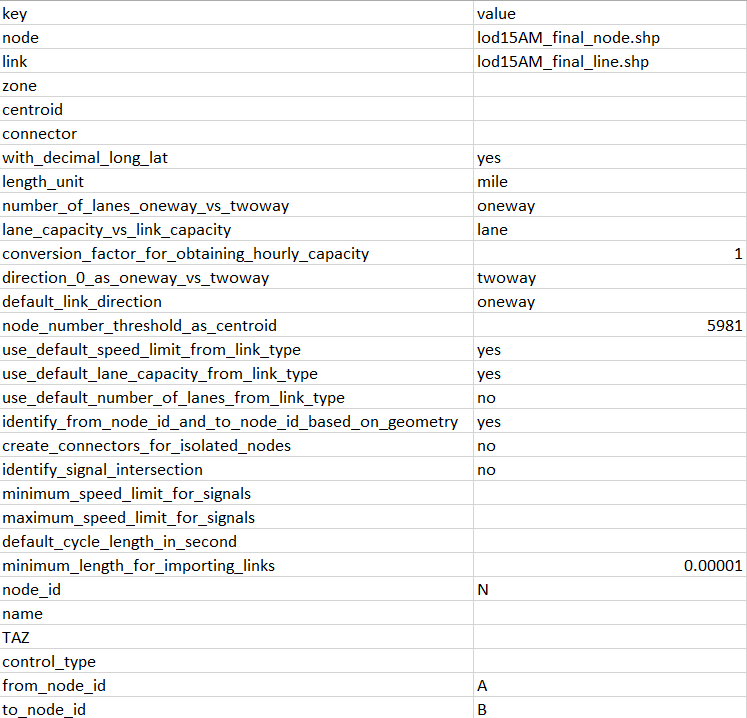 key value
node lod15AM_final_node.shp
link lod15AM_final_line.shp
zone
centroid
connector
with_decimal_long_lat yes
length_unit mile
number_of_lanes_oneway_vs_twoway oneway
lane_capacity_vs_link_capacity lane
conversion_factor_for_obtaining_hourly_capacity 1
direction_0_as_oneway_vs_twoway twoway
default_link_direction oneway
node_number_threshold_as_centroid 5981
use_default_speed_limit_from_link_type yes
use_default_lane_capacity_from_link_type yes
use_default_number_of_lanes_from_link_type no
identify_from_node_id_and_to_node_id_based_on_geometry yes
create_connectors_for_isolated_nodes no
identify_signal_intersection no
minimum_speed_limit_for_signals
maximum_speed_limit_for_signals
default_cycle_length_in_second
minimum_length_for_importing_links 0.00001
node_id N
name
TAZ
control_type
from_node_id A
to_node_id B